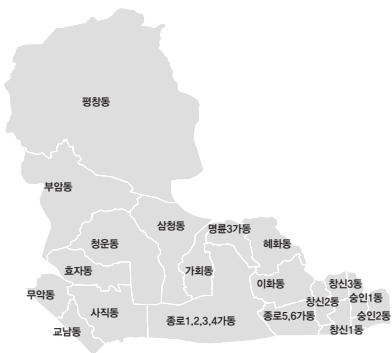 평창동
부암동
삼청동
명륜3가동
청운동
혜화동
효자동
가회동
이화동
창신3동
무악동
숭인1동
창신2동
사직동
종로1,2,3,4가동
종로5,6가동
숭인2동
교남동
창신1동